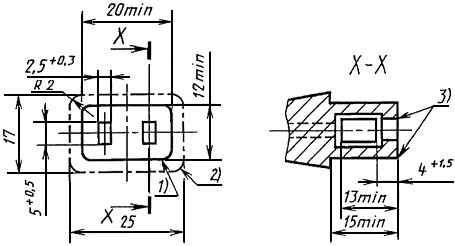 20min
X
X-X
2,5+0,3
R2
12min
3)
17
5+0,5
4+1,5
1)
2)
13min
X
25
15min